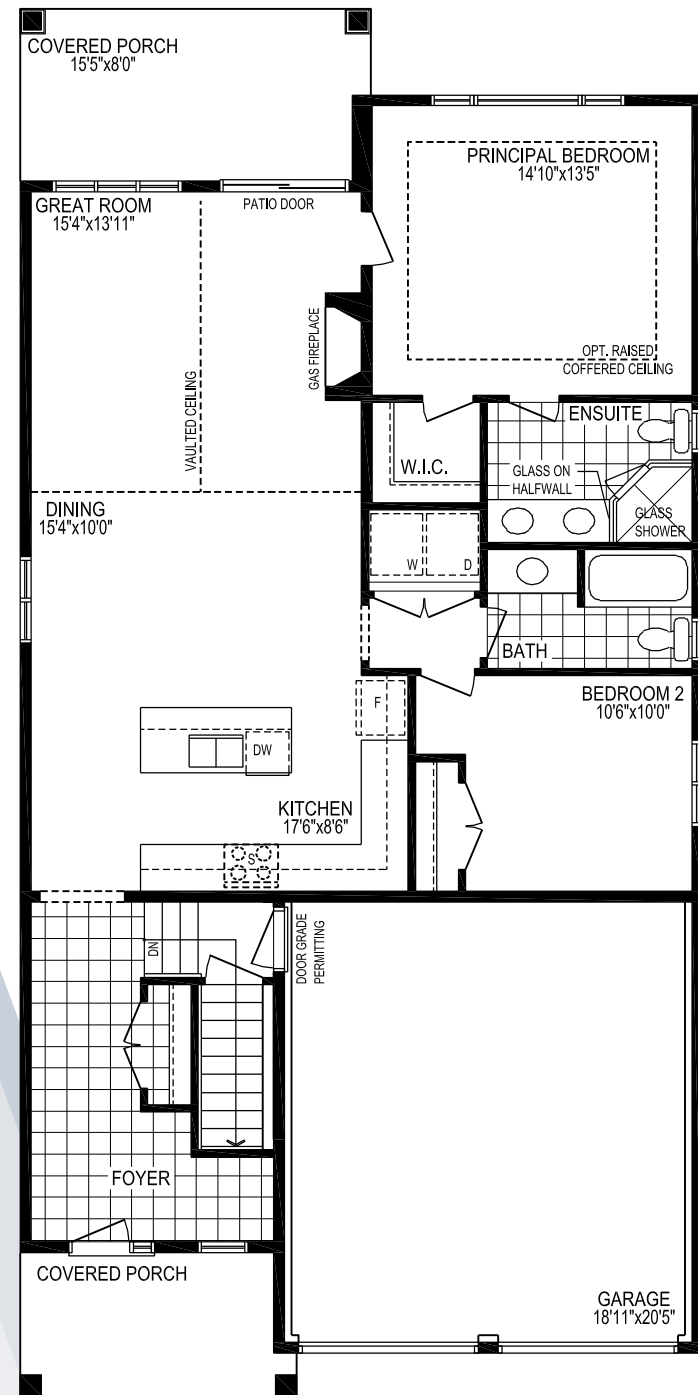 COVERED PORCH
15'5"x8'0"
PRINCIPAL BEDROOM
14'10"x13'5"
GREAT ROOM
15'4"x13'11"
PATIO DOOR
GAS FIREPLACE
OPT. RAISED
COFFERED CEILING
VAULTED CEILING
ENSUITE
W.I.C.
GLASS ON
HALFWALL
GLASS
SHOWER
DINING
15'4"x10'0"
W
D
BATH
BEDROOM 2
10'6"x10'0"
F
DW
KITCHEN
17'6"x8'6"
S
DN
DOOR GRADE
PERMITTING
FOYER
COVERED PORCH
GARAGE
18'11"x20'5"